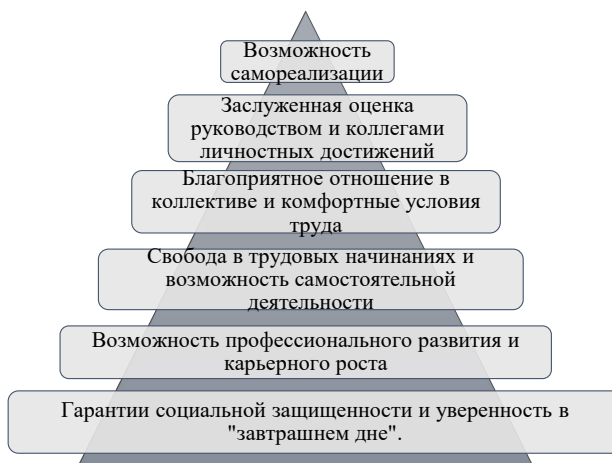 Возможность
самореализации
Заслуженная оценка
руководством и коллегами
личностных достижений
Благоприятное отношение в
коллективе и комфортные условия
труда
Свобода в трудовых начинаниях и
возможность самостоятельной
деятельности
Возможность профессионального развития и
карьерного роста
Гарантии социальной защищенности и уверенность в
"завтрашнем дне".